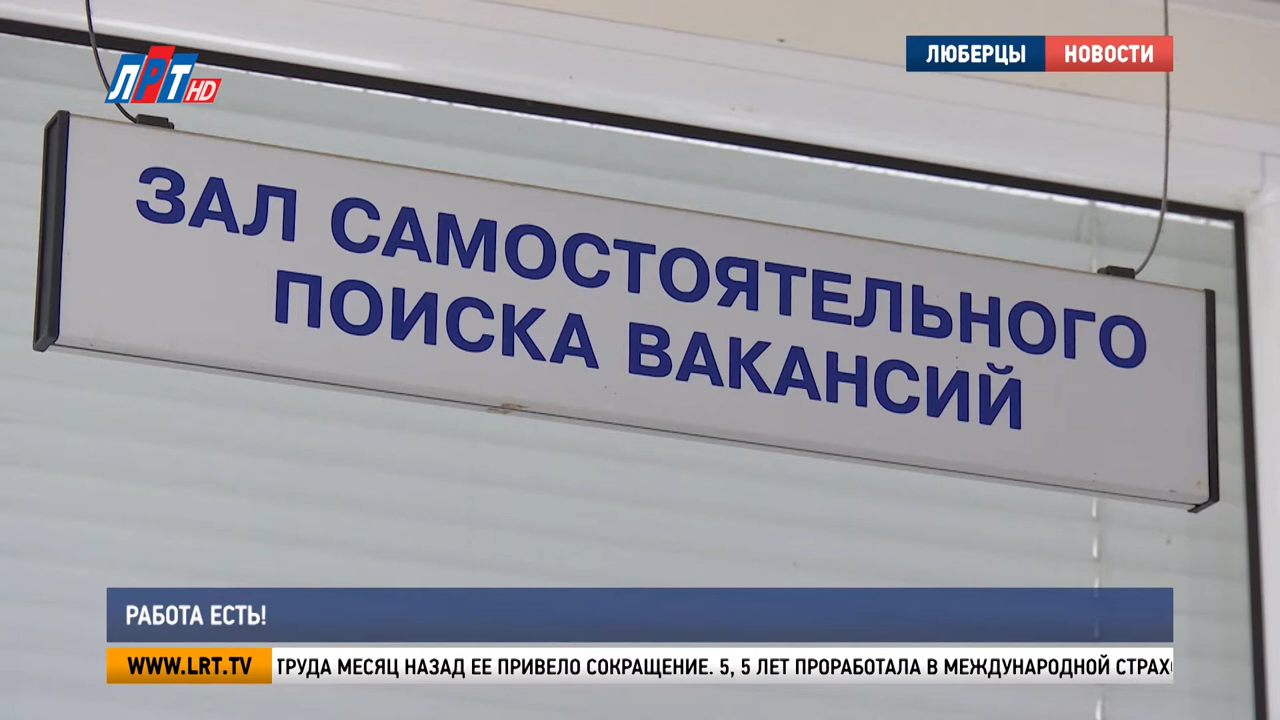 ЛРТ HD
ЛЮБЕРЦЫ НОВОСТИ
ЗАЛ САМОСТОЯТЕЛЬНОГО
ПОИСКА ВАКАНСИЙ
РАБОТА ЕСТЬ!
WWW.LRT.TV ТРУДА МЕСЯЦ НАЗАД ЕЕ ПРИВЕЛО СОКРАЩЕНИЕ. 5, 5 ЛЕТ ПРОРАБОТАЛА В МЕЖДУНАРОДНОЙ